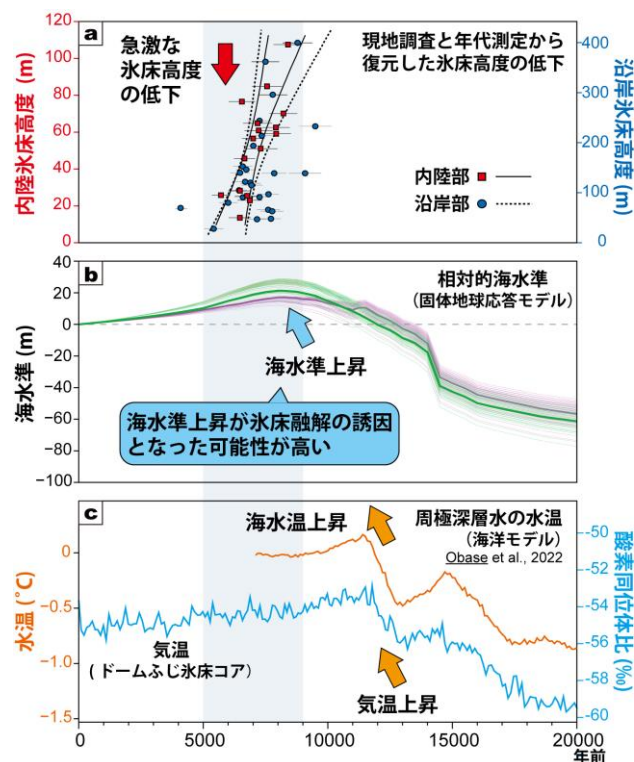 a
急激な
氷床高度
の低下
現地調査と年代測定から
復元した氷床高度の低下
内陸部
沿岸部
内陸氷床高度 (m)
120
100
80
60
40
20
0
沿岸氷床高度 (m)
400
300
200
100
0
b
相対的海水準
(固体地球応答モデル)
海水準上昇
海水準上昇が氷床融解の誘因
となった可能性が高い
海水準 (m)
40
20
0
−20
−40
−60
−80
−100
c
海水温上昇
周極深層水の水温
(海洋モデル)
Obase et al., 2022
気温
(ドームふじ氷床コア)
気温上昇
水温 (°C)
0
−0.5
−1.0
−1.5
酸素同位体比 (‰)
-50
-52
-54
-56
-58
-60
0
5000
10000
15000
20000
年前